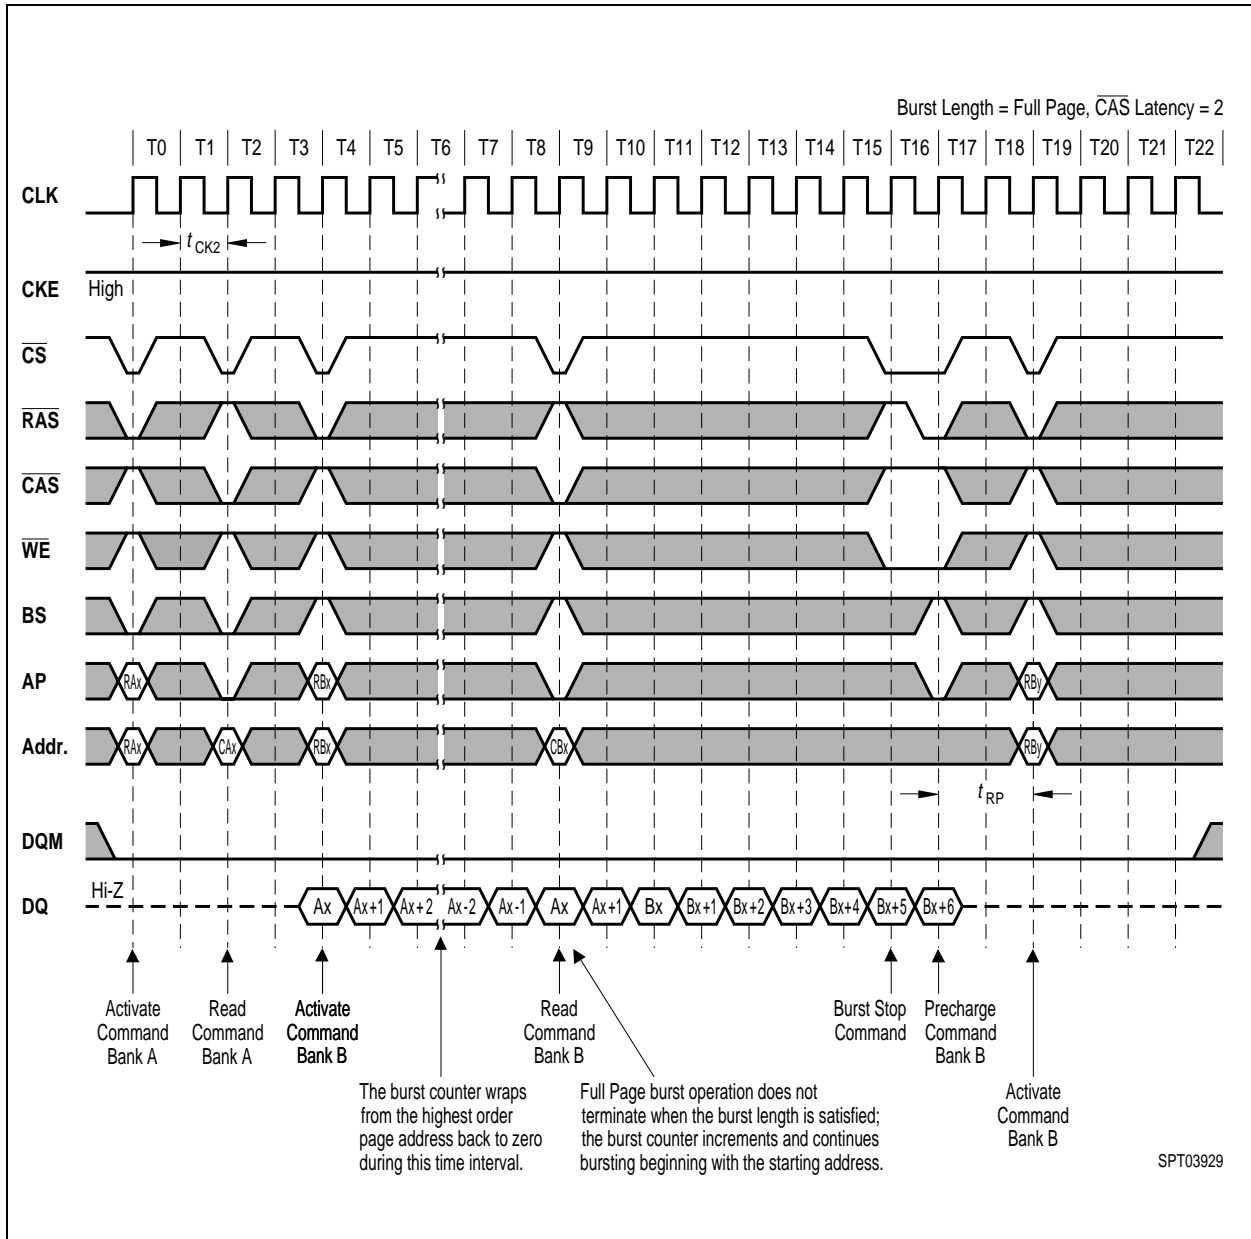 Burst Length = Full Page, CAS Latency = 2
T0 T1 T2 T3 T4 T5 T6 T7 T8 T9 T10 T11 T12 T13 T14 T15 T16 T17 T18 T19 T20 T21 T22
CLK
t CK2
CKE High
CS
RAS
CAS
WE
BS
AP RAx RBx RBy
Addr. RAx CAx RBx CBx RBy
t RP
DQM
Hi-Z
DQ Ax Ax+1 Ax+2 Ax-2 Ax-1 Ax Ax+1 Bx Bx+1 Bx+2 Bx+3 Bx+4 Bx+5 Bx+6
Activate
Command
Bank A
Read
Command
Bank A
Activate
Command
Bank B
Read
Command
Bank B
Burst Stop
Command
Precharge
Command
Bank B
The burst counter wraps
from the highest order
page address back to zero
during this time interval.
Full Page burst operation does not
terminate when the burst length is satisfied;
the burst counter increments and continues
bursting beginning with the starting address.
Activate
Command
Bank B
SPT03929